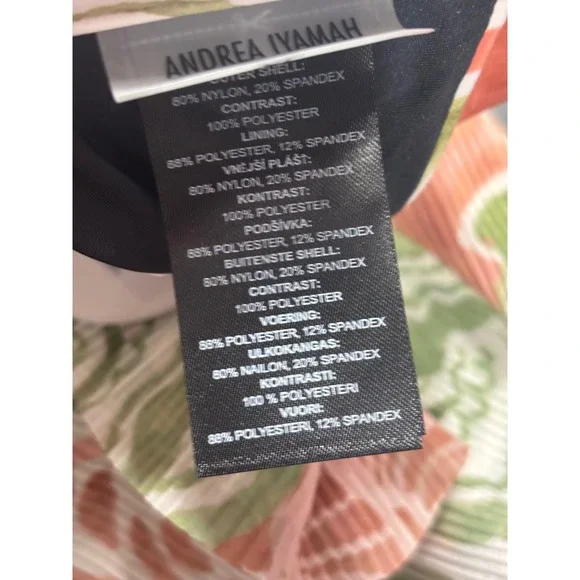 ANDREA IYAMAH
OUTER SHELL:
80% NYLON, 20% SPANDEX
CONTRAST:
100% POLYESTER
LINING:
88% POLYESTER, 12% SPANDEX
VNĚJŠÍ PLÁŠŤ:
80% NYLON, 20% SPANDEX
KONTRAST:
100% POLYESTER
PODŠÍVKA:
88% POLYESTER, 12% SPANDEX
BUITENSTE SHELL:
80% NYLON, 20% SPANDEX
CONTRAST:
100% POLYESTER
VOERING:
88% POLYESTER, 12% SPANDEX
ULKOKANGAS:
80% NAILON, 20% SPANDEX
KONTRASTI:
100 % POLYESTERI
VUORI:
88% POLYESTERI, 12% SPANDEX